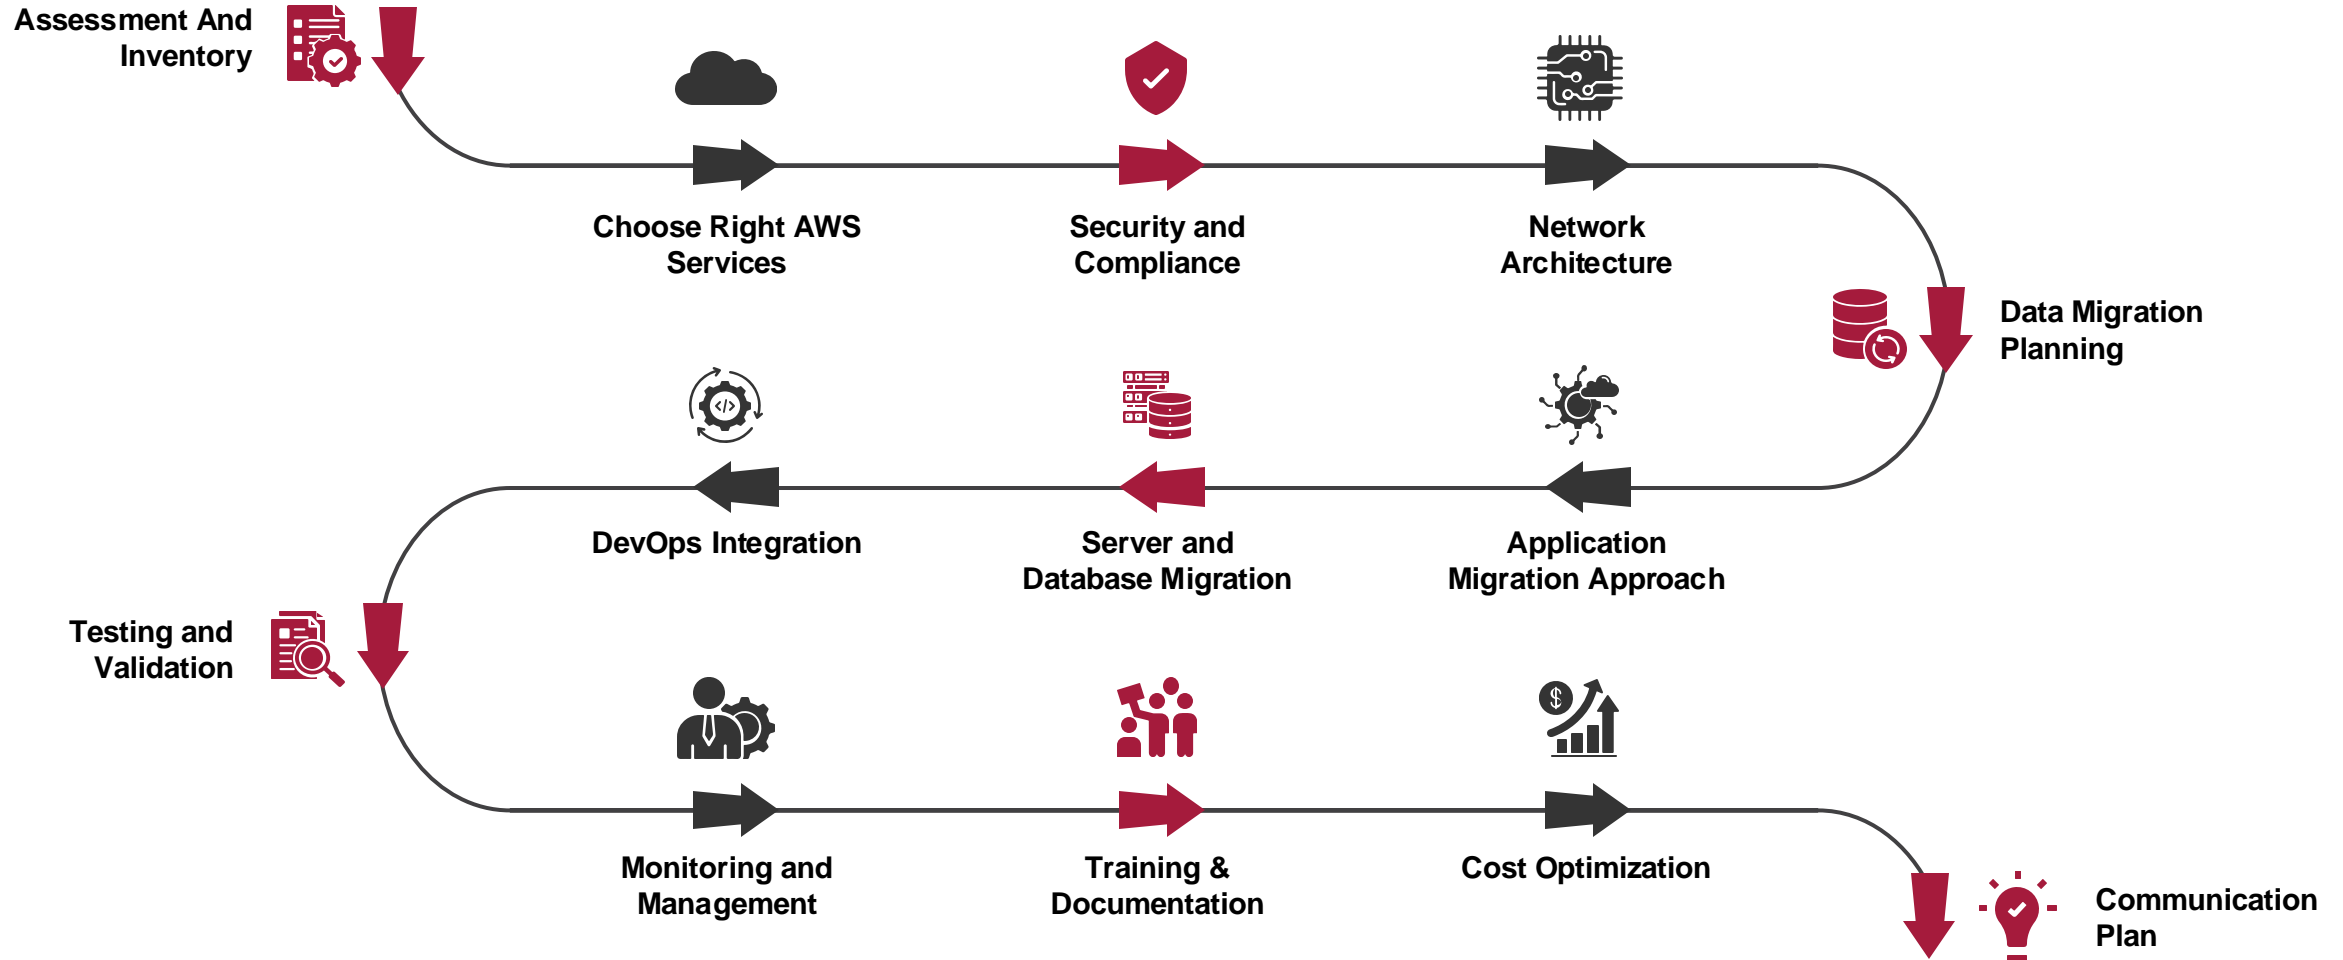 Assessment And
Inventory
Choose Right AWS
Services
Security and
Compliance
Network
Architecture
Data Migration
Planning
Application
Migration Approach
Server and
Database Migration
DevOps Integration
Testing and
Validation
Monitoring and
Management
Training &
Documentation
$
Cost Optimization
Communication
Plan